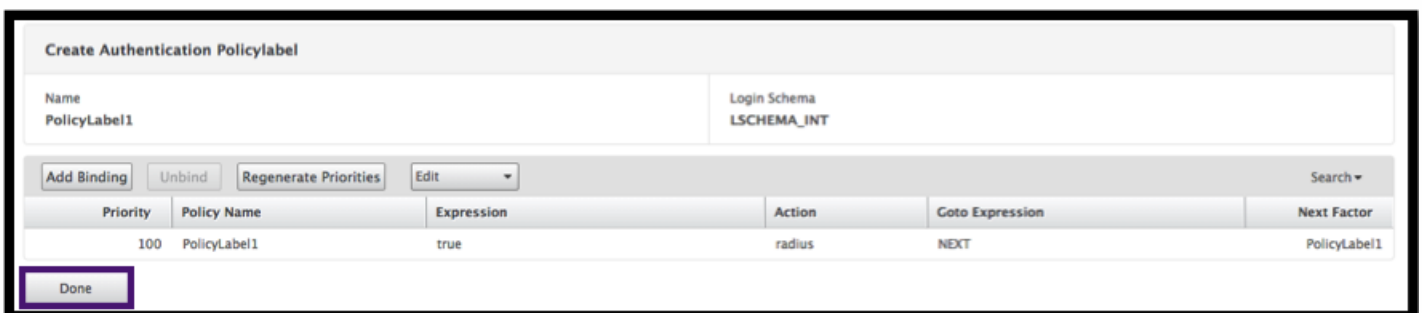 Create Authentication Policylabel
Name
PolicyLabel1
Login Schema
LSCHEMA_INT
Add Binding Unbind Regenerate Priorities Edit Search
Priority Policy Name Expression Action Goto Expression Next Factor
100 PolicyLabel1 true radius NEXT PolicyLabel1
Done